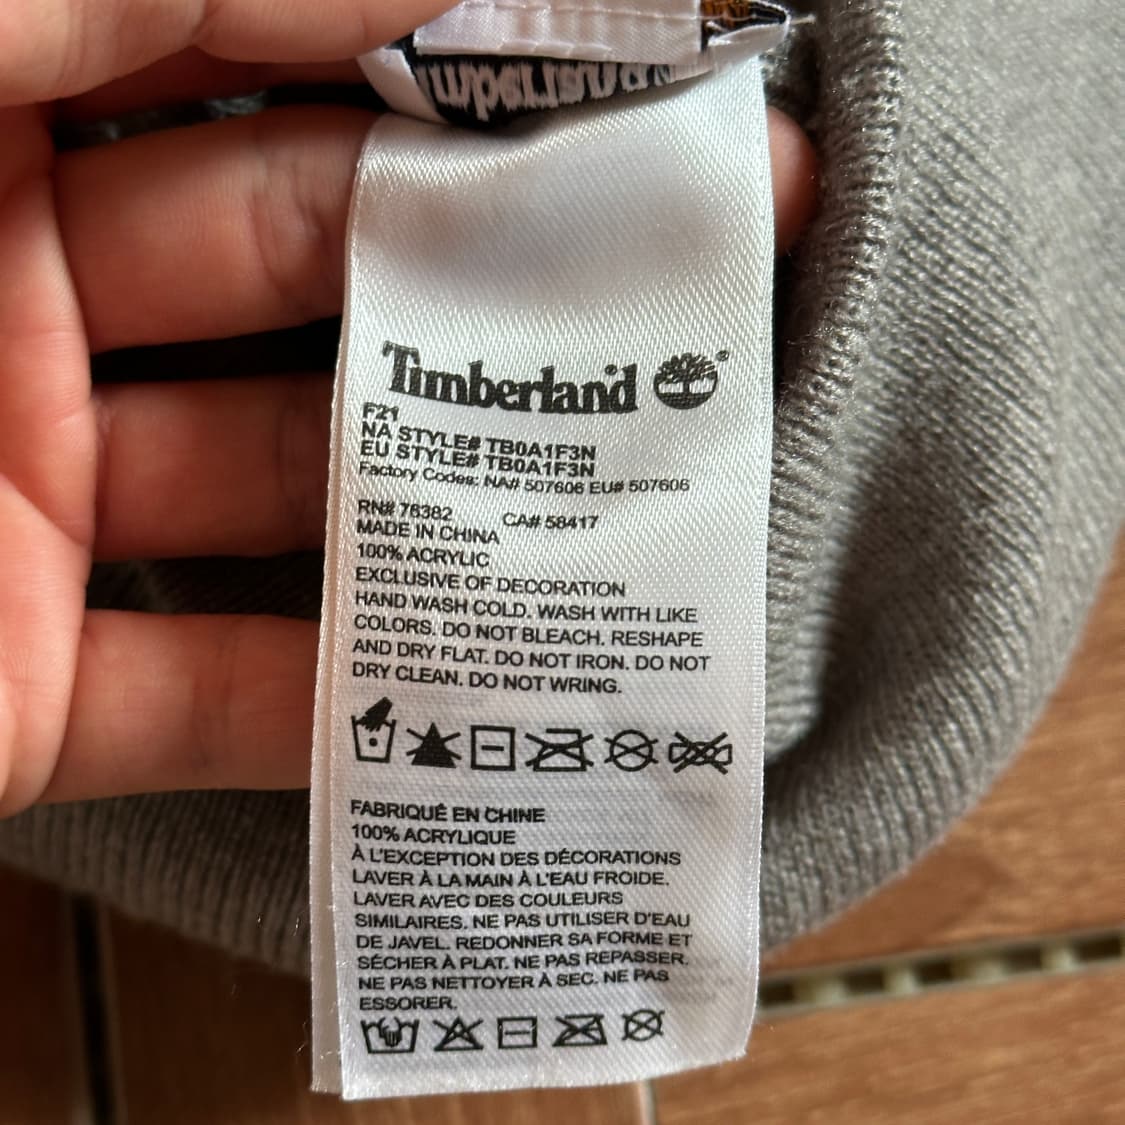 Timberland
Timberland®
F21
NA STYLE# TB0A1F3N
EU STYLE# TB0A1F3N
Factory Codes: NA# 507606 EU# 507606
RN# 76382 CA# 58417
MADE IN CHINA
100% ACRYLIC
EXCLUSIVE OF DECORATION
HAND WASH COLD. WASH WITH LIKE
COLORS. DO NOT BLEACH. RESHAPE
AND DRY FLAT. DO NOT IRON. DO NOT
DRY CLEAN. DO NOT WRING.
FABRIQUÉ EN CHINE
100% ACRYLIQUE
À L'EXCEPTION DES DÉCORATIONS
LAVER À LA MAIN À L'EAU FROIDE.
LAVER AVEC DES COULEURS
SIMILAIRES. NE PAS UTILISER D'EAU
DE JAVEL. REDONNER SA FORME ET
SÉCHER À PLAT. NE PAS REPASSER.
NE PAS NETTOYER À SEC. NE PAS
ESSORER.